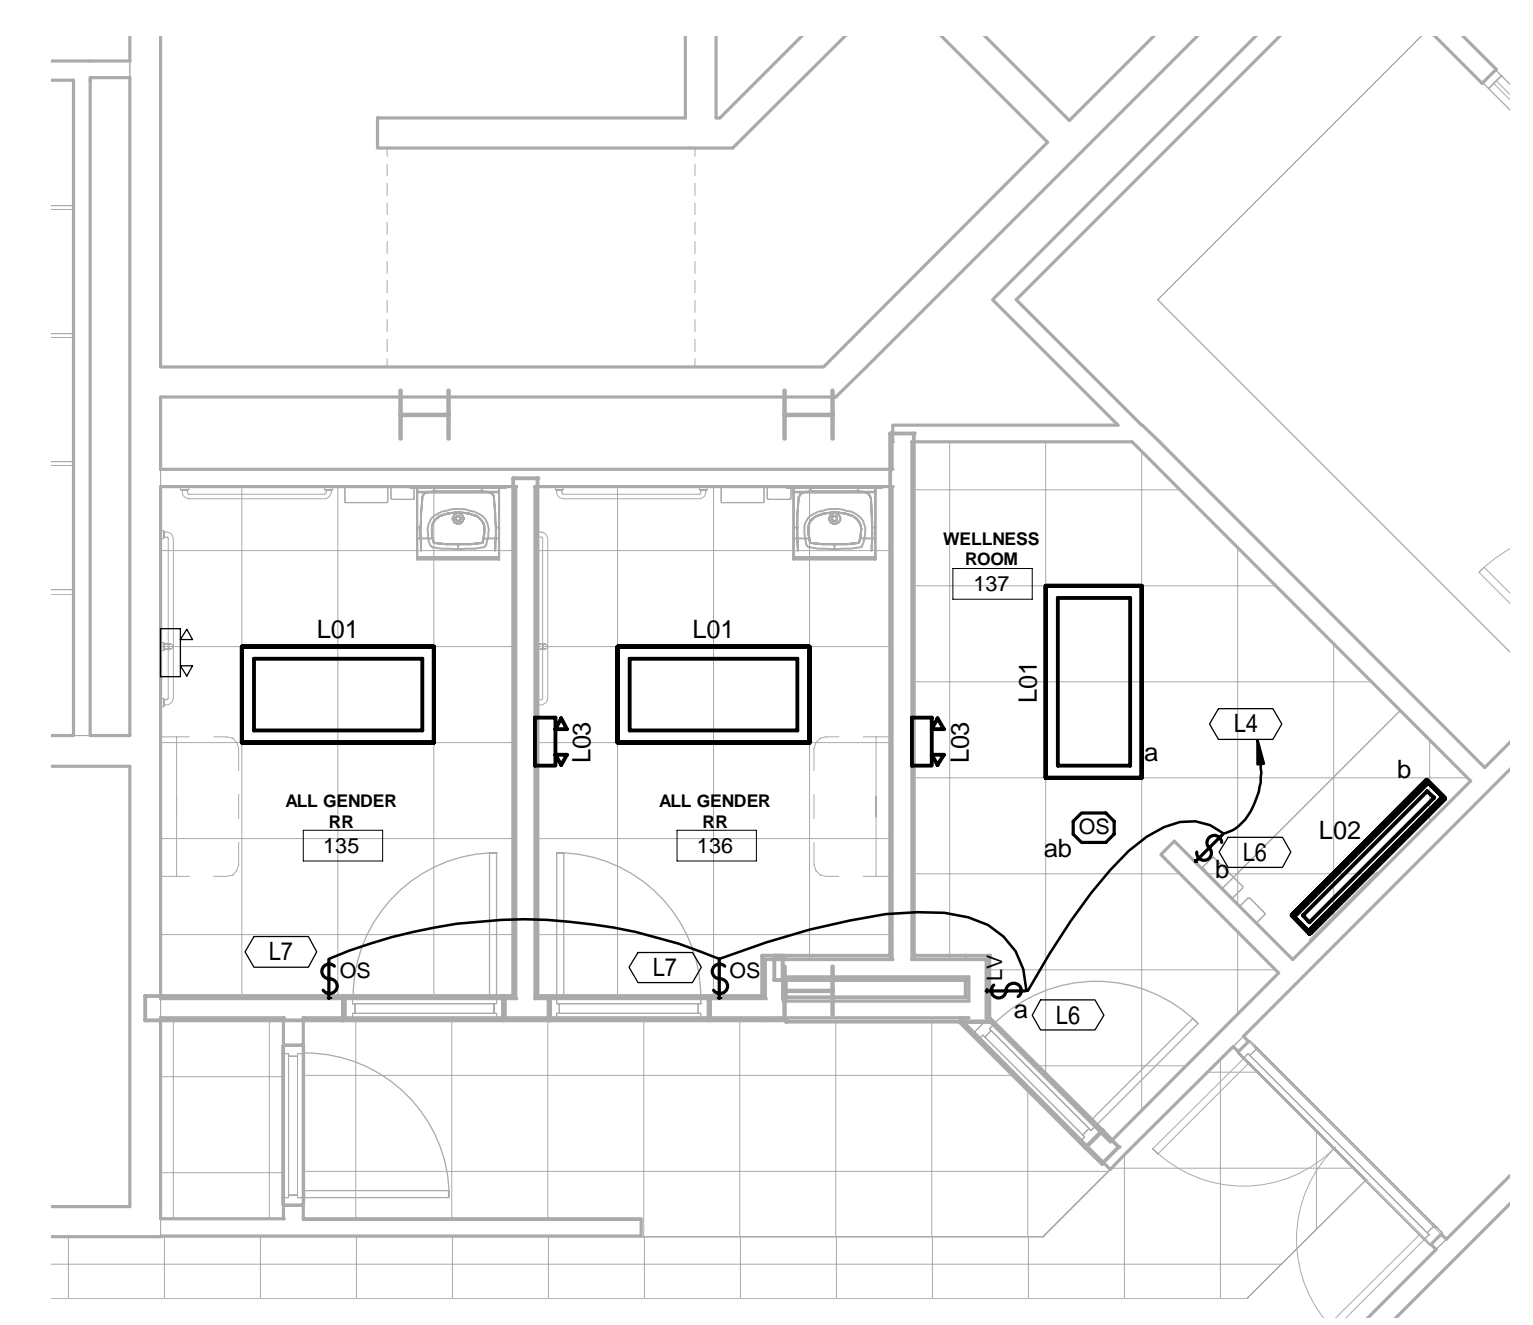 WELLNESS
ROOM
137
L01
L01
L01
a
L4
L03
L03
b
L02
ALL GENDER
RR
135
ALL GENDER
RR
136
OS
ab
L6
b
L7
OS
L7
OS
LV
a
L6